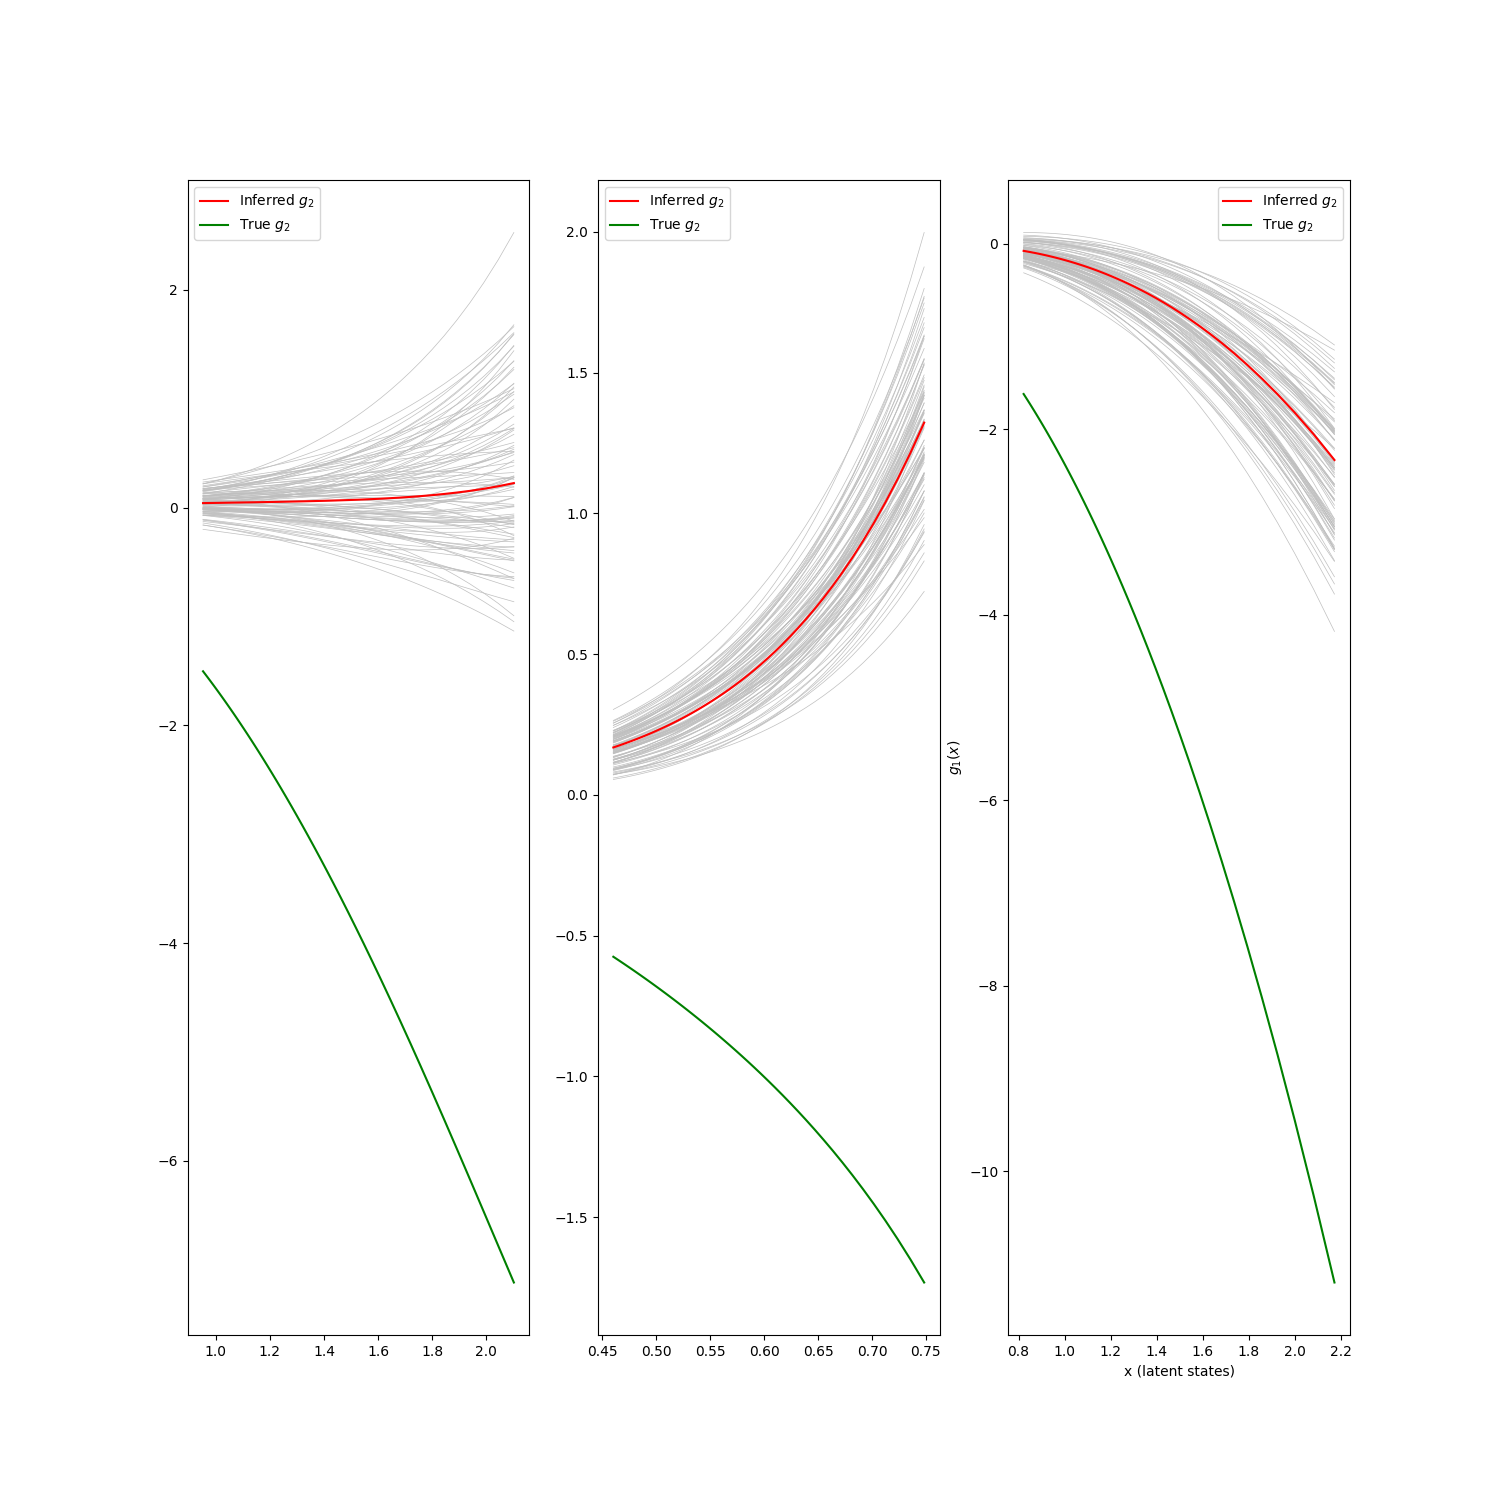 Inferred g₂
True g₂
2
0
−2
−4
−6
1.0 1.2 1.4 1.6 1.8 2.0
Inferred g₂
True g₂
2.0
1.5
1.0
0.5
0.0
−0.5
−1.0
−1.5
0.45 0.50 0.55 0.60 0.65 0.70 0.75
g₁(x)
Inferred g₂
True g₂
0
−2
−4
−6
−8
−10
0.8 1.0 1.2 1.4 1.6 1.8 2.0 2.2
x (latent states)